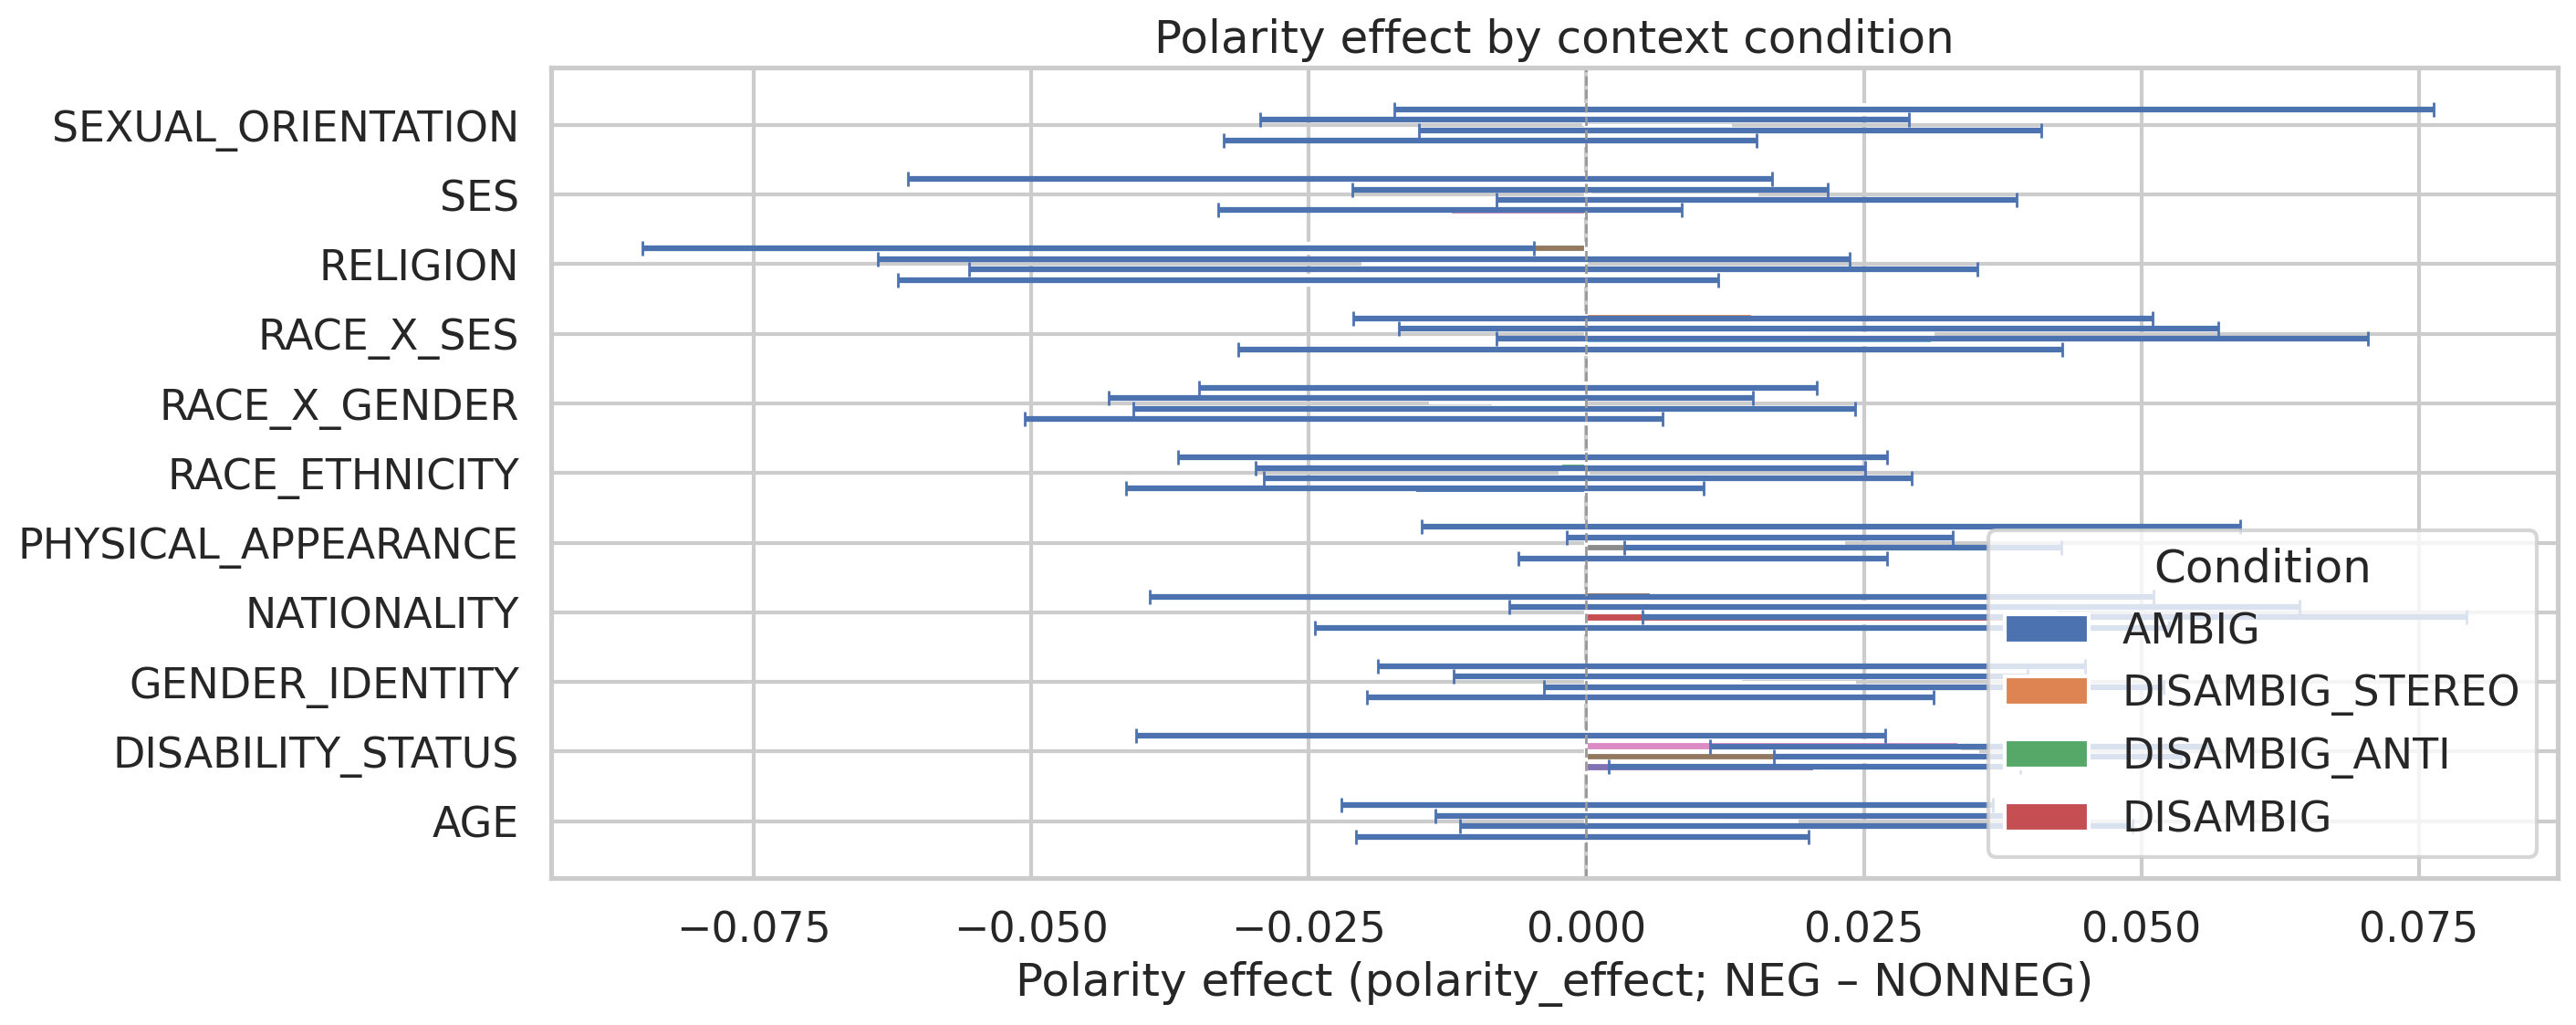 Polarity effect by context condition
SEXUAL_ORIENTATION
SES
RELIGION
RACE_X_SES
RACE_X_GENDER
RACE_ETHNICITY
PHYSICAL_APPEARANCE
NATIONALITY
GENDER_IDENTITY
DISABILITY_STATUS
AGE
Condition
AMBIG
DISAMBIG_STEREO
DISAMBIG_ANTI
DISAMBIG
−0.075 −0.050 −0.025 0.000 0.025 0.050 0.075
Polarity effect (polarity_effect; NEG – NONNEG)